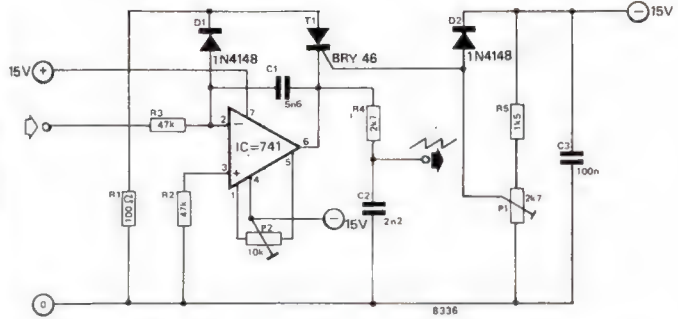 D1
T1
D2
− 15V
1N4148
BRY 46
1N4148
15V +
C1
5n6
R3
47k
2
−
7
IC=741
6
3
+
5
4
1
R4
2k7
R5
1k5
C3
100n
R1
100Ω
R2
47k
P2
10k
− 15V
C2
2n2
P1
2k7
0
8336